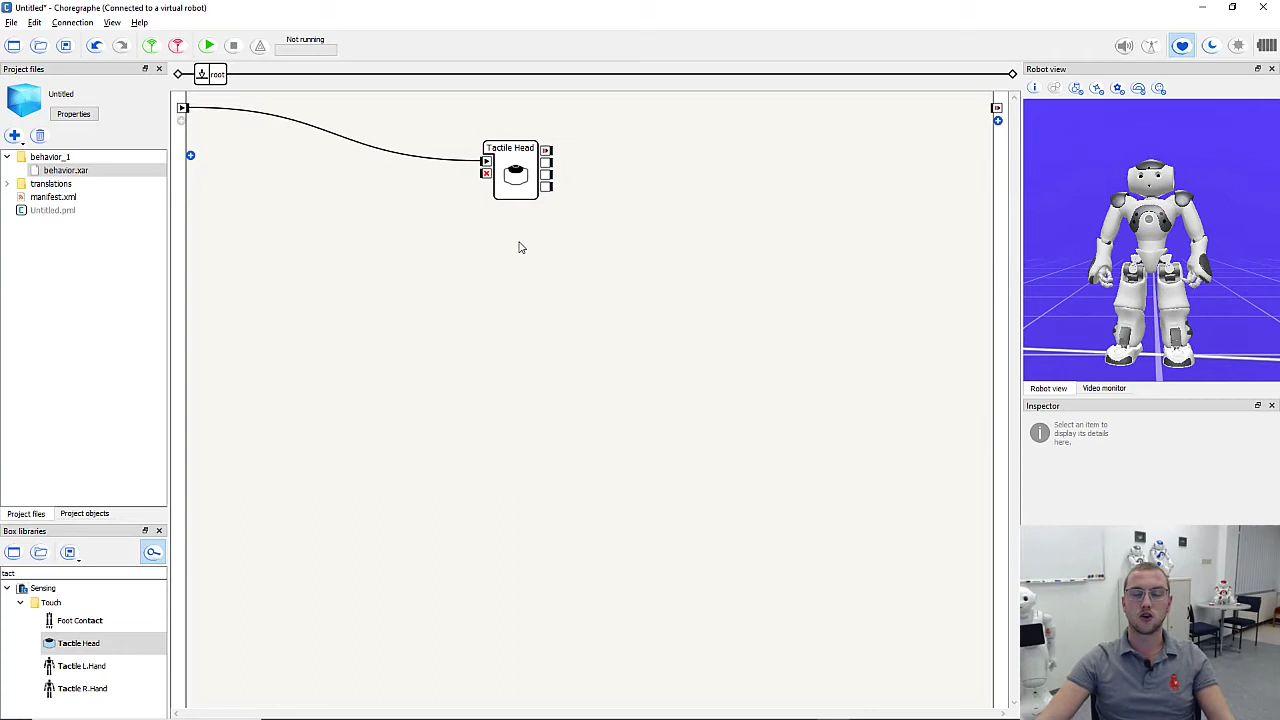 Untitled* - Choregraphe (Connected to a virtual robot)
File Edit Connection View Help
Not running
Project files
Untitled
Properties
behavior_1
behavior.xar
translations
manifest.xml
Untitled.pml
Project files Project objects
Box libraries
tact
Sensing
Touch
Foot Contact
Tactile Head
Tactile L.Hand
Tactile R.Hand
root
Tactile Head
Robot view
Robot view Video monitor
Inspector
Select an item to
display its details
here.